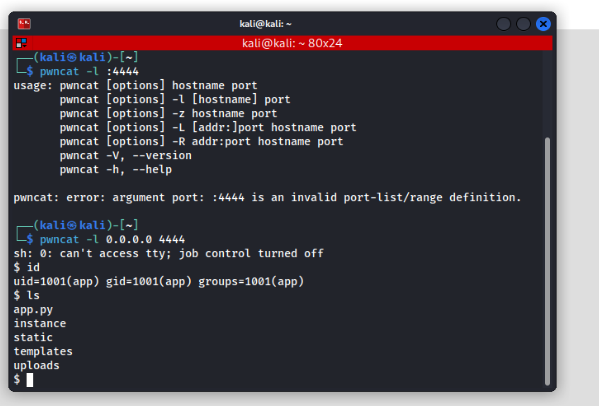 kali@kali: ~
kali@kali: ~ 80x24
┌──(kali㉿kali)-[~]
└─$ pwncat -l :4444
usage: pwncat [options] hostname port
       pwncat [options] -l [hostname] port
       pwncat [options] -z hostname port
       pwncat [options] -L [addr:]port hostname port
       pwncat [options] -R addr:port hostname port
       pwncat -V, --version
       pwncat -h, --help

pwncat: error: argument port: :4444 is an invalid port-list/range definition.

┌──(kali㉿kali)-[~]
└─$ pwncat -l 0.0.0.0 4444
sh: 0: can't access tty; job control turned off
$ id
uid=1001(app) gid=1001(app) groups=1001(app)
$ ls
app.py
instance
static
templates
uploads
$